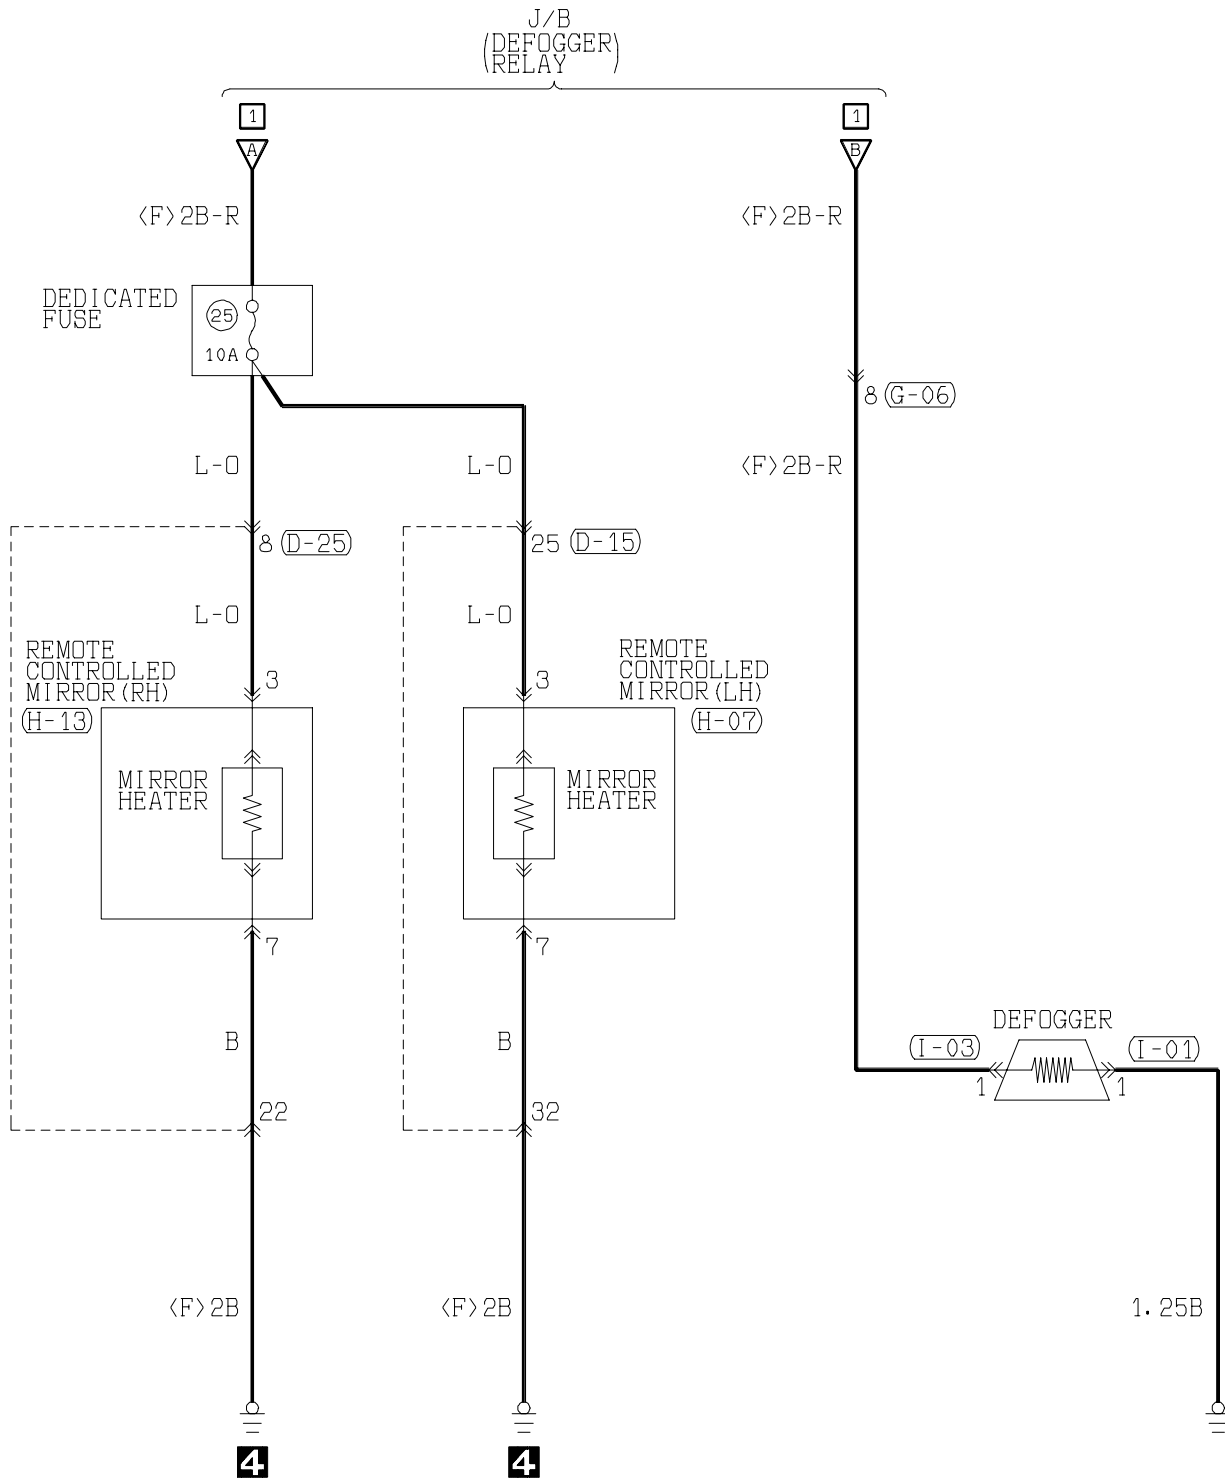 J/B
(DEFOGGER
RELAY)
1
1
A
B
<F>2B-R
<F>2B-R
DEDICATED
FUSE
25
10A
8 (G-06)
L-O
L-O
<F>2B-R
8 (D-25)
25 (D-15)
L-O
L-O
REMOTE
CONTROLLED
MIRROR(RH)
(H-13)
3
3
REMOTE
CONTROLLED
MIRROR(LH)
(H-07)
MIRROR
HEATER
MIRROR
HEATER
7
7
DEFOGGER
B
B
(I-03)
(I-01)
1
1
22
32
<F>2B
<F>2B
1.25B
4
4